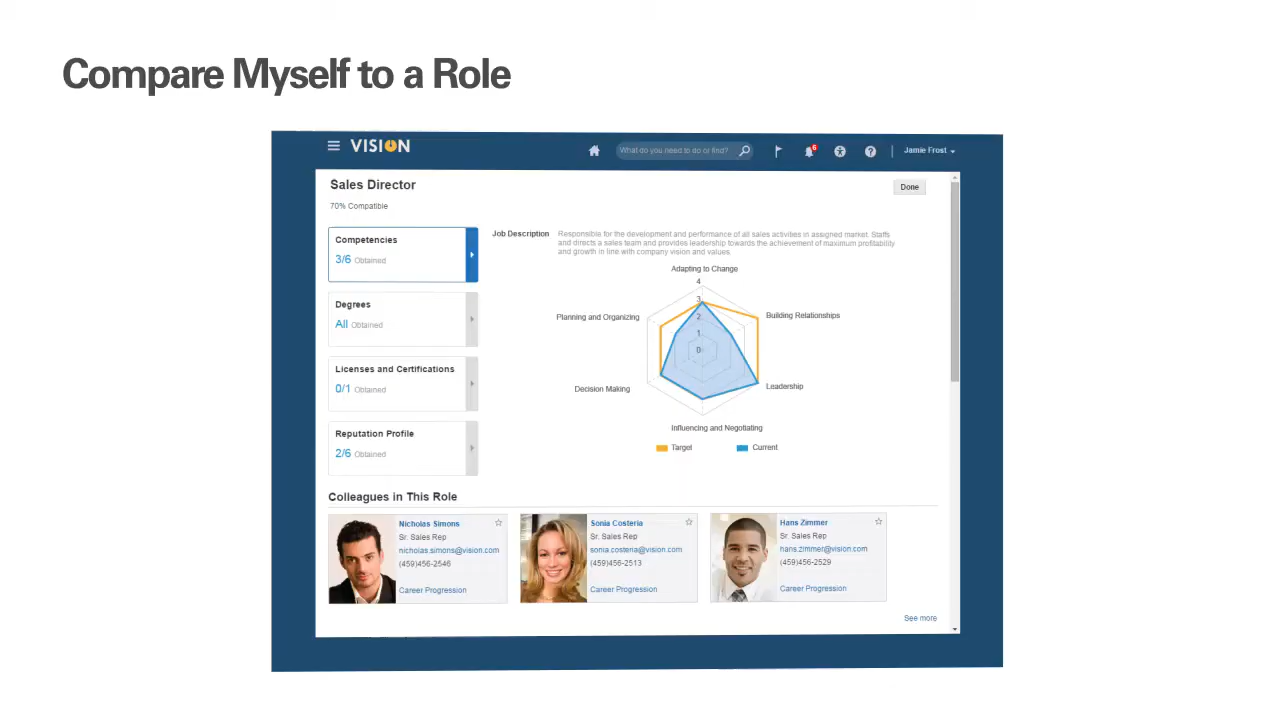 Compare Myself to a Role
VISION
What do you need to do or find?
6
Jamie Frost
Sales Director
Done
70% Compatible
Competencies
3/6 Obtained
Degrees
All Obtained
Licenses and Certifications
0/1 Obtained
Reputation Profile
2/6 Obtained
Job Description
Responsible for the development and performance of all sales activities in assigned market. Staffs
and directs a sales team and provides leadership towards the achievement of maximum profitability
and growth in line with company vision and values.
Adapting to Change
4
3
2
1
0
Planning and Organizing
Building Relationships
Decision Making
Leadership
Influencing and Negotiating
Target
Current
Colleagues in This Role
Nicholas Simons
Sr. Sales Rep
nicholas.simons@vision.com
(459)456-2546
Career Progression
Sonia Costeria
Sr. Sales Rep
sonia.costeria@vision.com
(459)456-2513
Career Progression
Hans Zimmer
Sr. Sales Rep
hans.zimmer@vision.com
(459)456-2529
Career Progression
See more